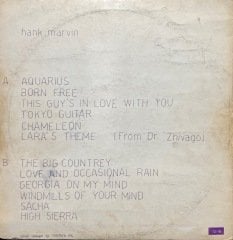 hank marvin
A AQUARIUS
BORN FREE
THIS GUY'S IN LOVE WITH YOU
TOKYO GUITAR
CHAMELEON
LARA'S THEME (From Dr. Zhivago)
B THE BIG COUNTREY
LOVE AND OCCASIONAL RAIN
GEORGIA ON MY MIND
WINDMILLS OF YOUR MIND
SACHA
HIGH SIERRA